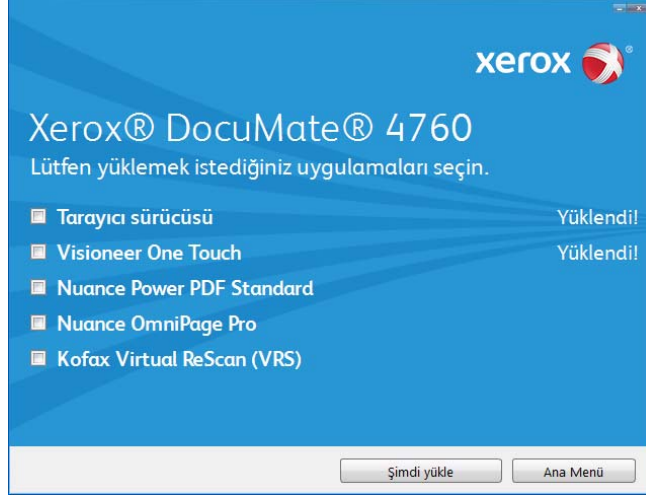 xerox ®
Xerox® DocuMate® 4760
Lütfen yüklemek istediğiniz uygulamaları seçin.
Tarayıcı sürücüsü Yüklendi!
Visioneer One Touch Yüklendi!
Nuance Power PDF Standard
Nuance OmniPage Pro
Kofax Virtual ReScan (VRS)
Şimdi yükle Ana Menü